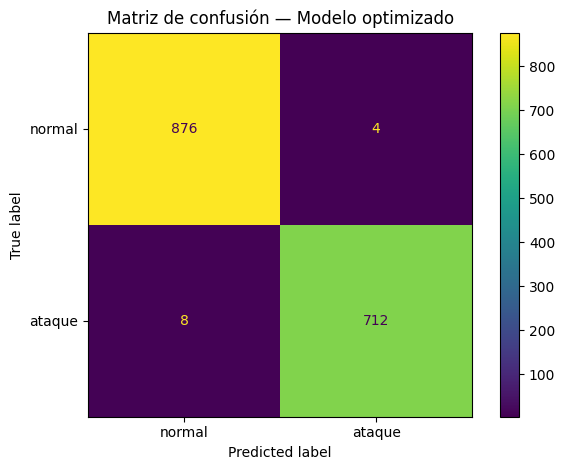 Matriz de confusión — Modelo optimizado
True label
normal
876
4
ataque
8
712
normal
ataque
Predicted label
800
700
600
500
400
300
200
100